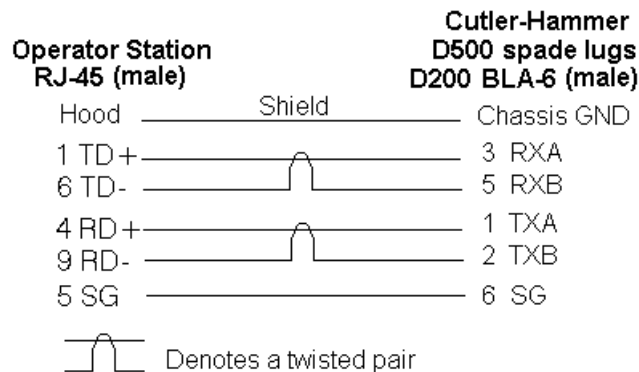 Operator Station
RJ-45 (male)
Cutler-Hammer
D500 spade lugs
D200 BLA-6 (male)
Hood Shield Chassis GND
1 TD+ 3 RXA
6 TD- 5 RXB
4 RD+ 1 TXA
9 RD- 2 TXB
5 SG 6 SG
Denotes a twisted pair